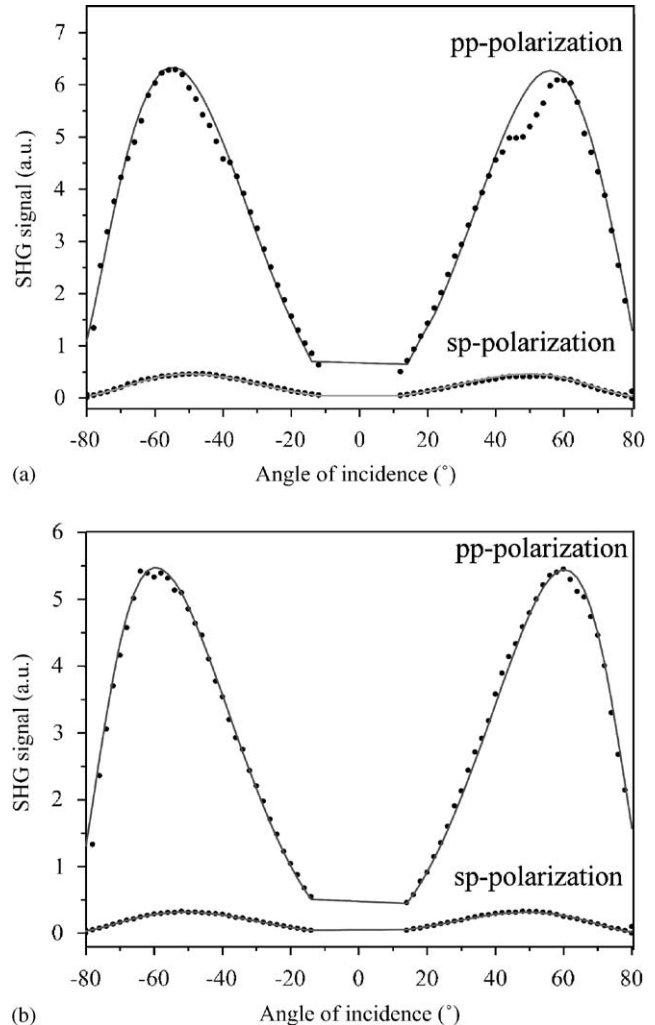 7
pp-polarization
6
5
4
SHG signal (a.u.)
3
2
sp-polarization
1
0
-80 -60 -40 -20 0 20 40 60 80
(a) Angle of incidence (°)
6
pp-polarization
5
4
SHG signal (a.u.)
3
2
1
sp-polarization
0
-80 -60 -40 -20 0 20 40 60 80
(b) Angle of incidence (°)